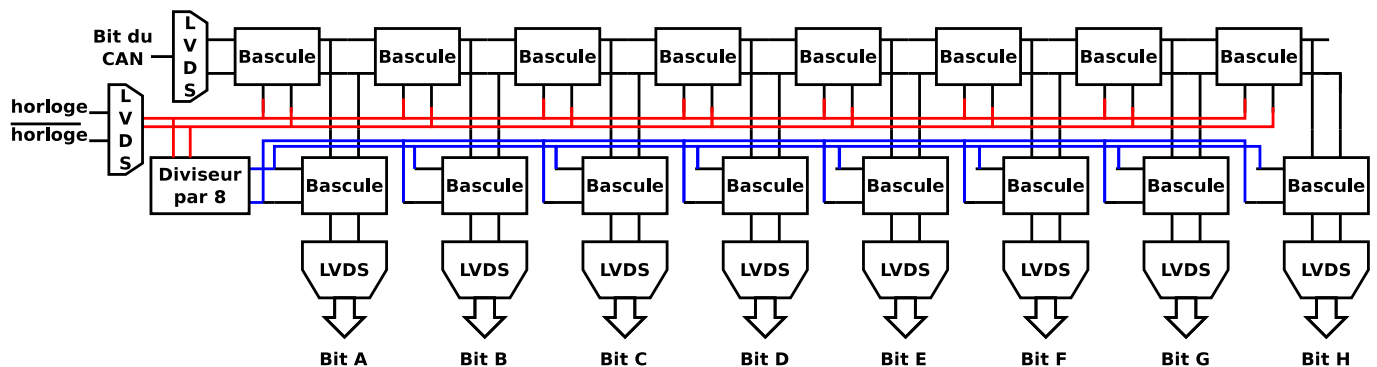 Bit du
CAN
LVDS
Bascule Bascule Bascule Bascule Bascule Bascule Bascule Bascule
horloge
horloge
LVDS
Diviseur
par 8
Bascule Bascule Bascule Bascule Bascule Bascule Bascule Bascule
LVDS LVDS LVDS LVDS LVDS LVDS LVDS LVDS
Bit A Bit B Bit C Bit D Bit E Bit F Bit G Bit H